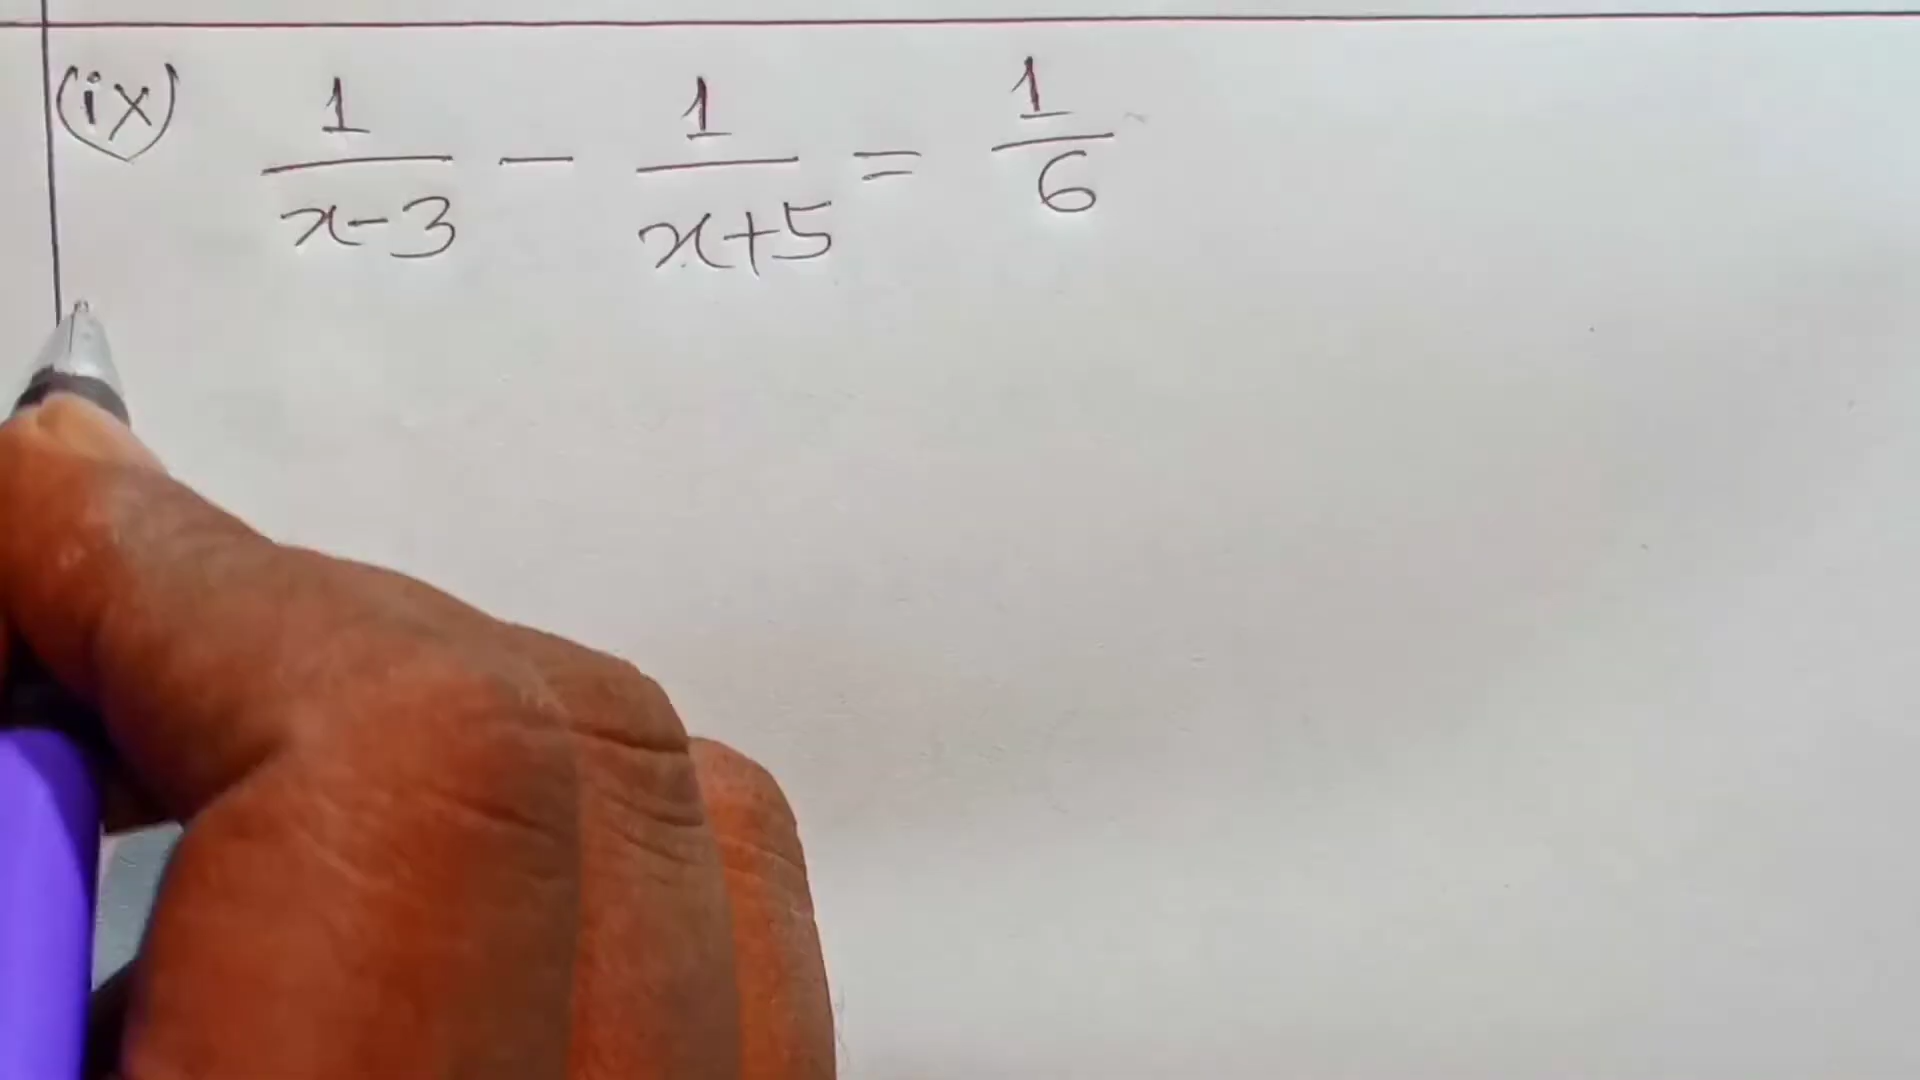 (ix) 1/(x-3) - 1/(x+5) = 1/6